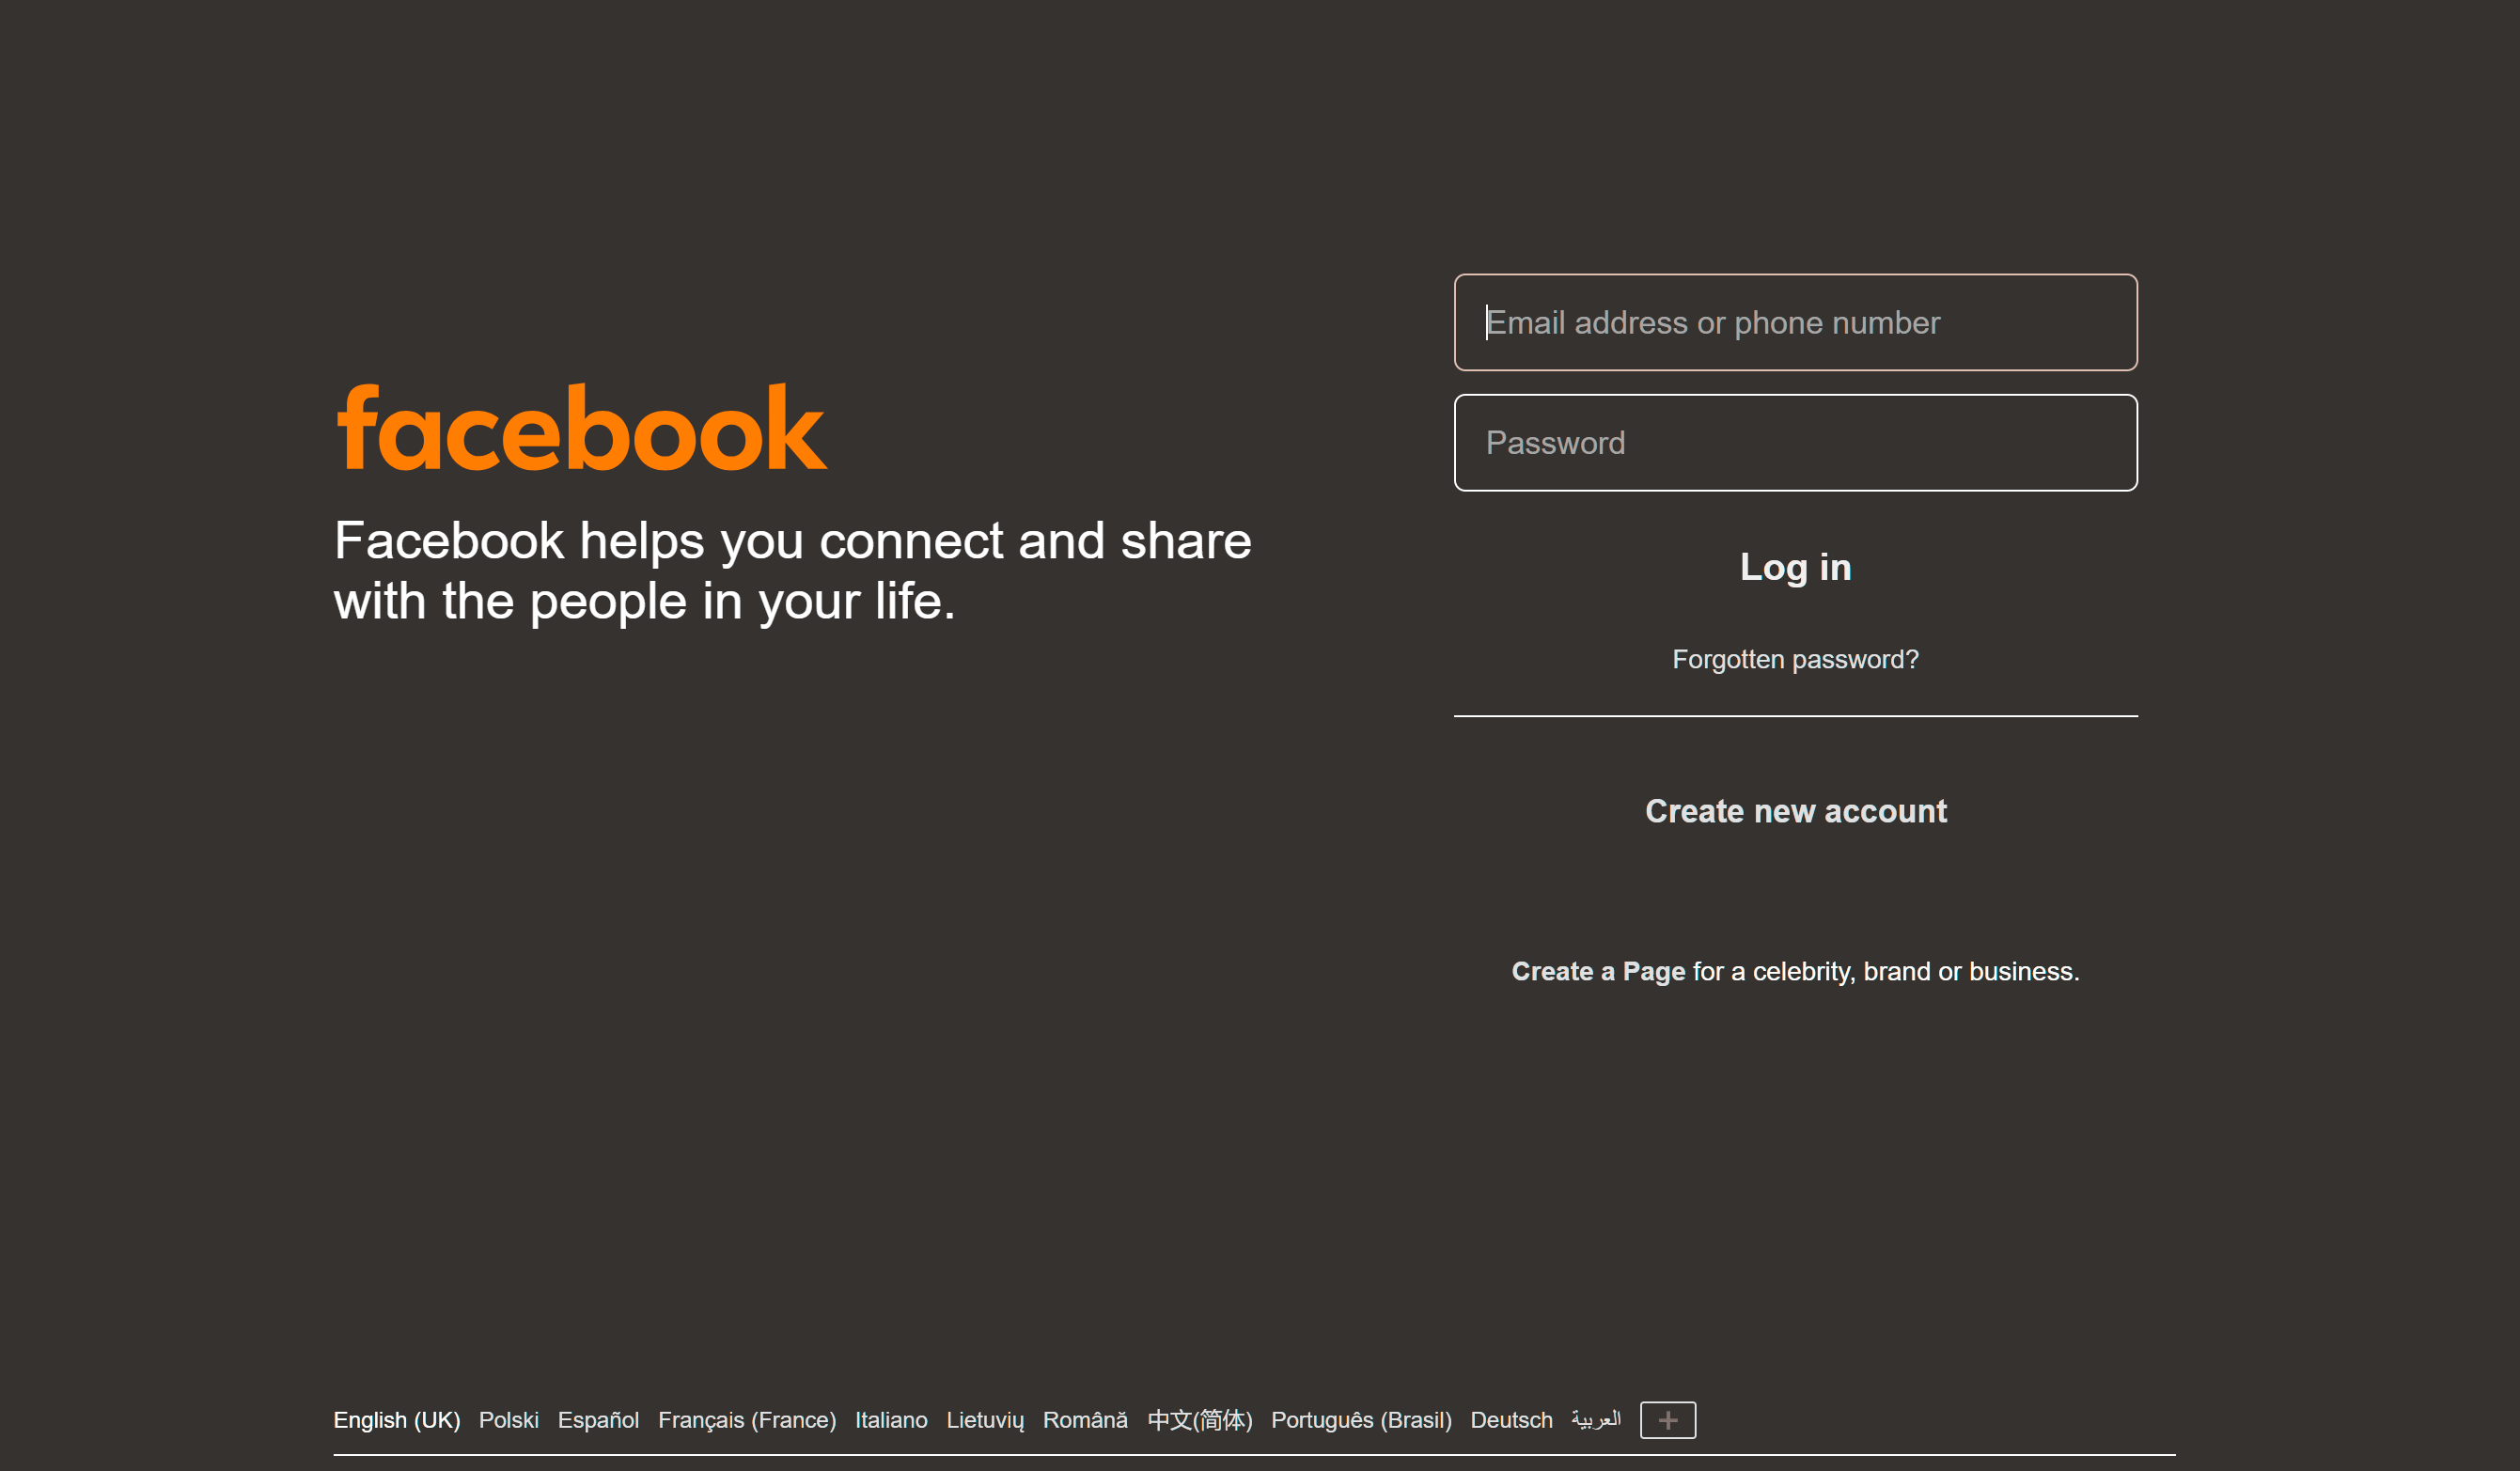 facebook
Facebook helps you connect and share
with the people in your life.
Email address or phone number
Password
Log in
Forgotten password?
Create new account
Create a Page for a celebrity, brand or business.
English (UK) Polski Español Français (France) Italiano Lietuvių Română 中文(简体) Português (Brasil) Deutsch العربية +